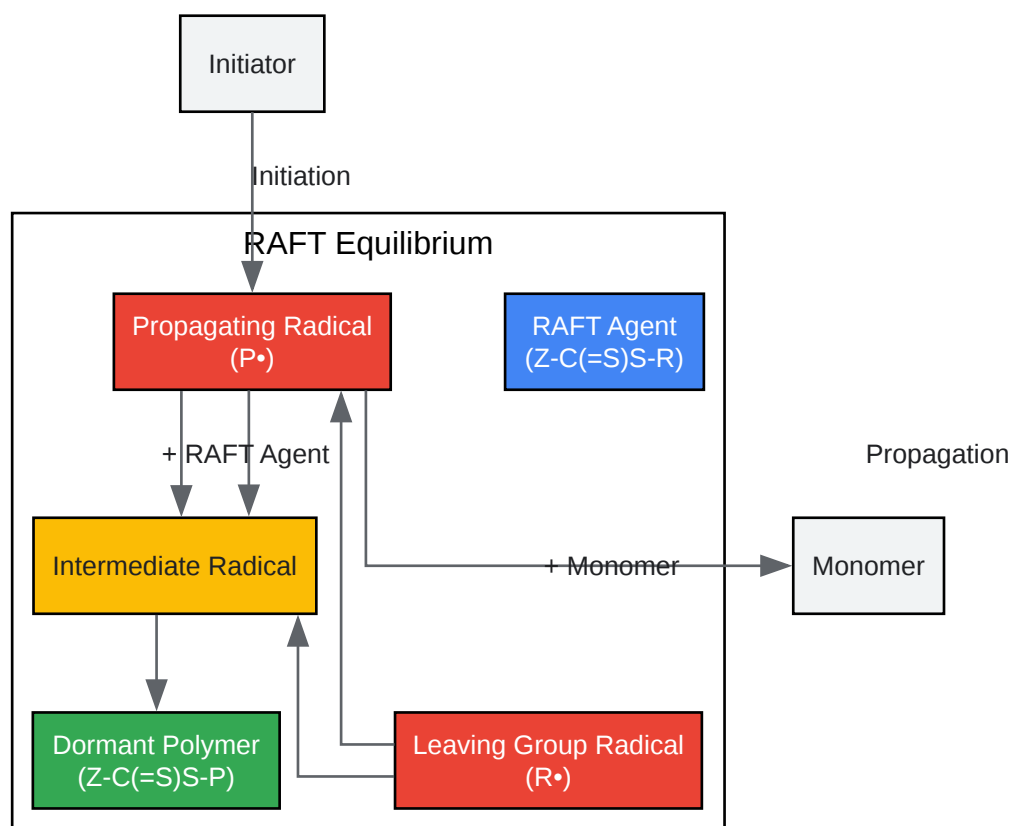 Initiator
Initiation
RAFT Equilibrium
Propagating Radical
(P•)
RAFT Agent
(Z-C(=S)S-R)
+ RAFT Agent
Propagation
Intermediate Radical
+ Monomer
Monomer
Dormant Polymer
(Z-C(=S)S-P)
Leaving Group Radical
(R•)